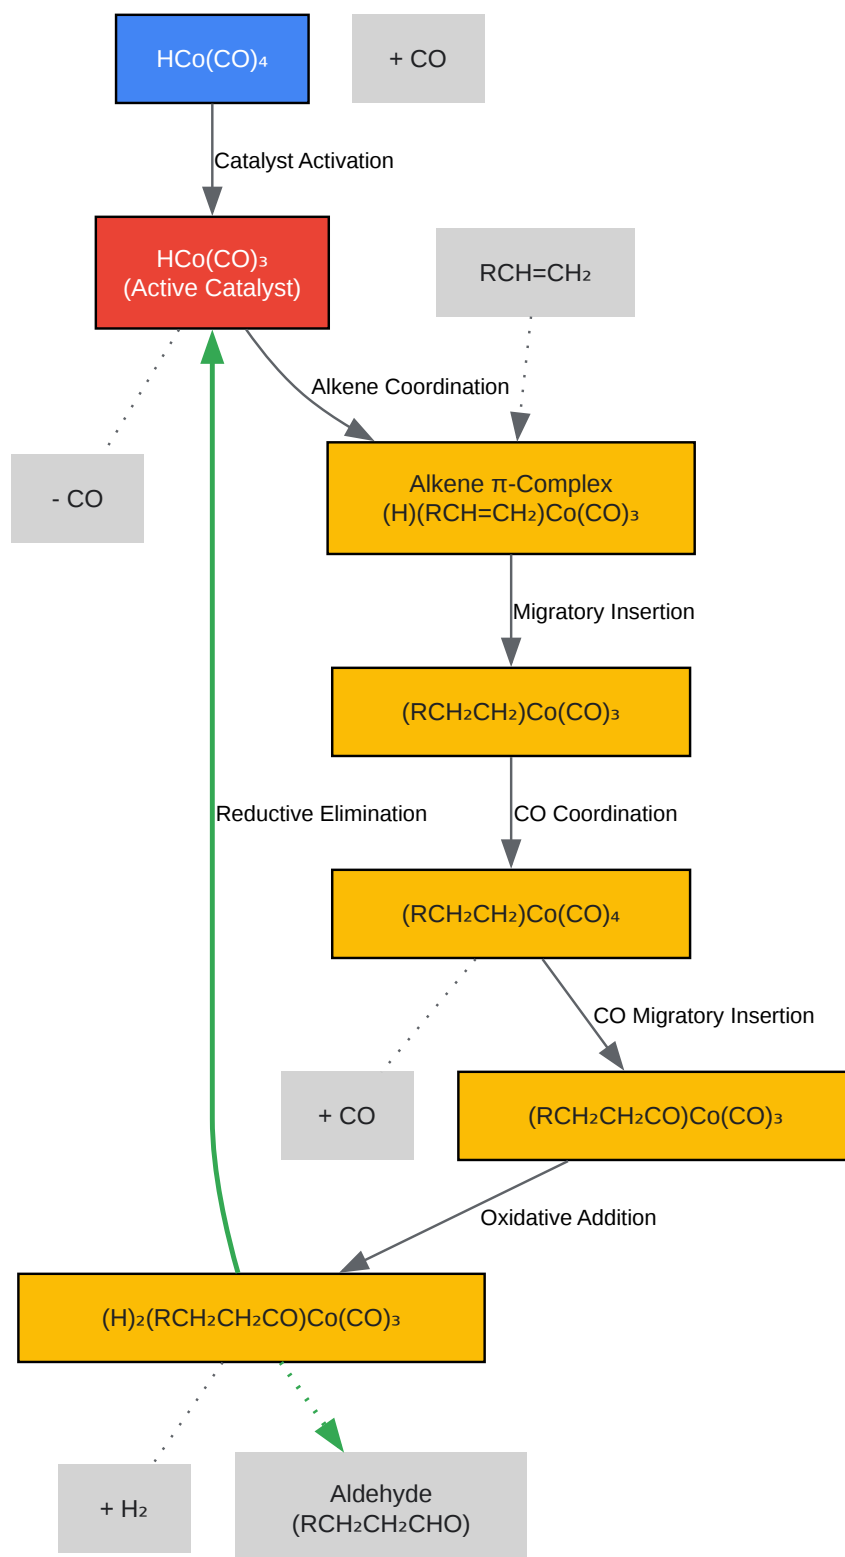 HCo(CO)₄
+ CO
Catalyst Activation
HCo(CO)₃
(Active Catalyst)
RCH=CH₂
Alkene Coordination
- CO
Alkene π-Complex
(H)(RCH=CH₂)Co(CO)₃
Migratory Insertion
(RCH₂CH₂)Co(CO)₃
Reductive Elimination
CO Coordination
(RCH₂CH₂)Co(CO)₄
CO Migratory Insertion
+ CO
(RCH₂CH₂CO)Co(CO)₃
Oxidative Addition
(H)₂(RCH₂CH₂CO)Co(CO)₃
+ H₂
Aldehyde
(RCH₂CH₂CHO)